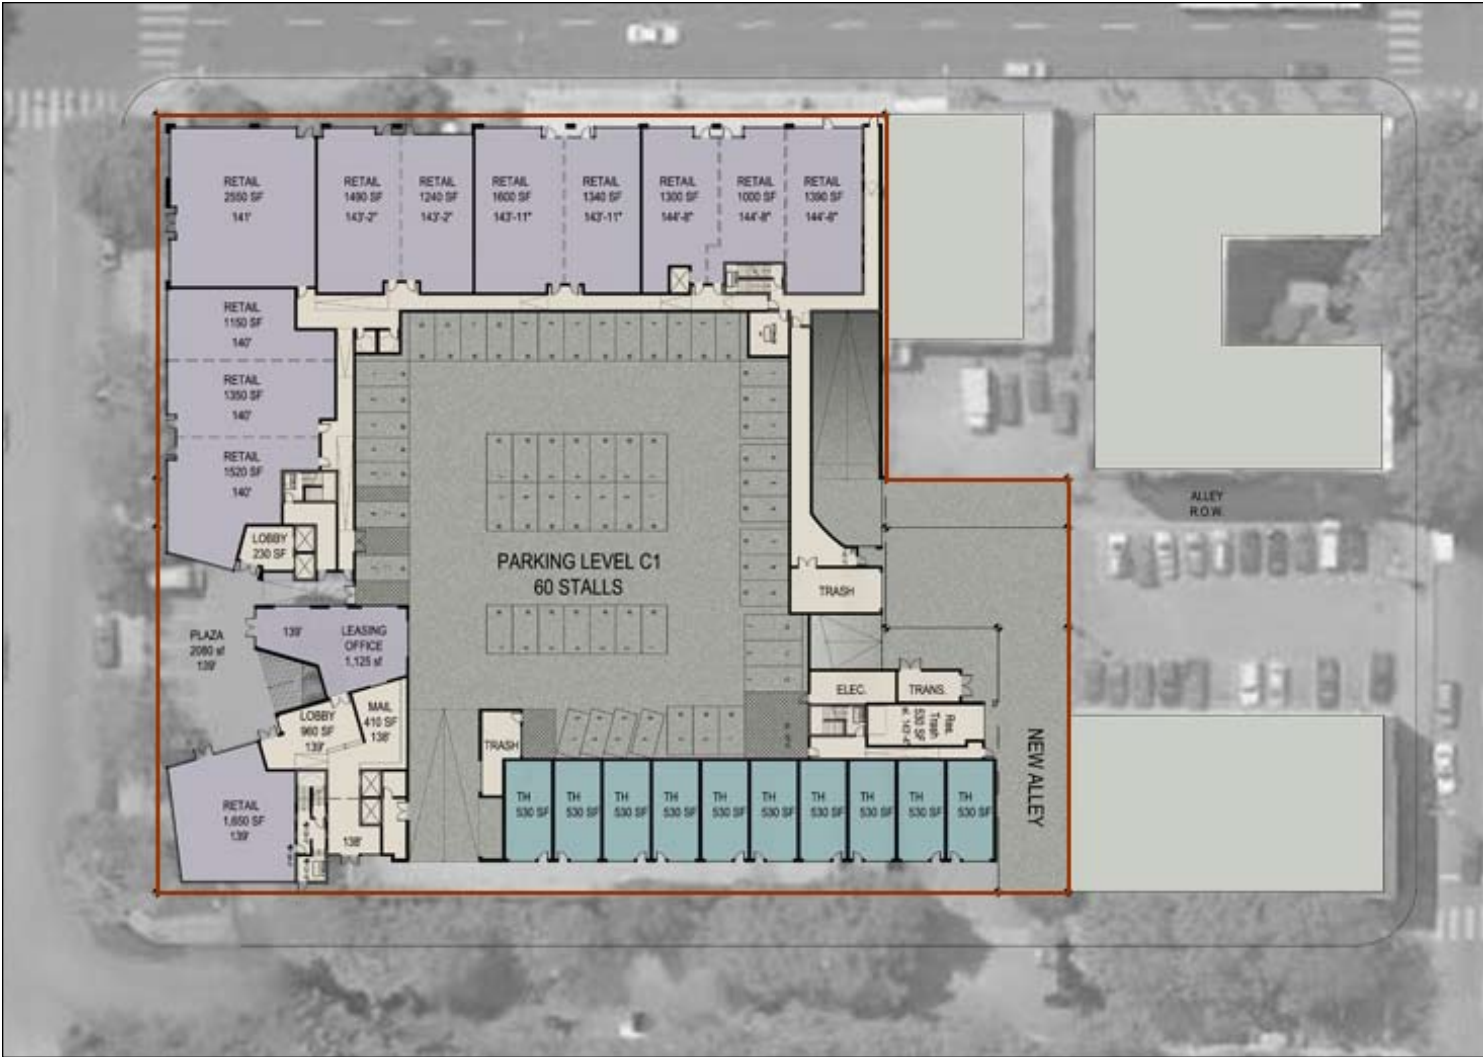 RETAIL
2550 SF
141'
RETAIL
1490 SF
143'-2"
RETAIL
1240 SF
143'-2"
RETAIL
1600 SF
143'-11"
RETAIL
1340 SF
143'-11"
RETAIL
1300 SF
144'-8"
RETAIL
1000 SF
144'-8"
RETAIL
1390 SF
144'-8"
RETAIL
1150 SF
140'
RETAIL
1350 SF
140'
RETAIL
1520 SF
140'
LOBBY
230 SF
ALLEY
R.O.W.
PARKING LEVEL C1
60 STALLS
TRASH
PLAZA
2080 sf
139'
139'
LEASING
OFFICE
1,125 sf
LOBBY
960 SF
139'
MAIL
410 SF
138'
ELEC.
TRANS.
Res.
Trash
530 SF
TRASH
NEW ALLEY
RETAIL
1,650 SF
139'
138'
TH
530 SF
TH
530 SF
TH
530 SF
TH
530 SF
TH
530 SF
TH
530 SF
TH
530 SF
TH
530 SF
TH
530 SF
TH
530 SF